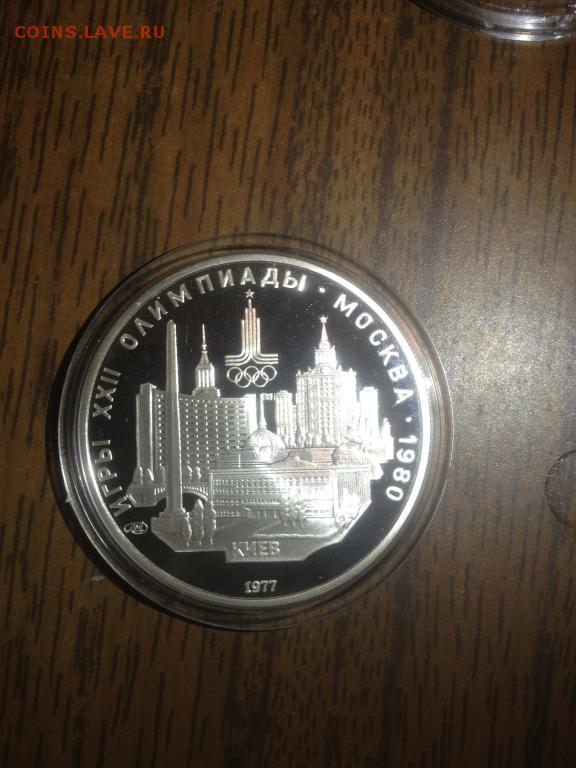 COINS.LAVE.RU
ИГРЫ XXII ОЛИМПИАДЫ · МОСКВА · 1980
КИЕВ
1977